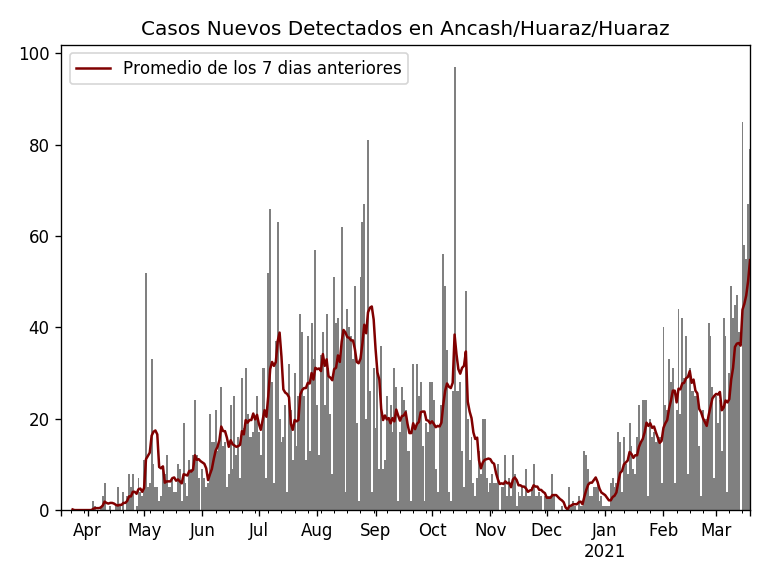 Casos Nuevos Detectados en Ancash/Huaraz/Huaraz
Promedio de los 7 dias anteriores
100
80
60
40
20
0
Apr May Jun Jul Aug Sep Oct Nov Dec Jan Feb Mar
2021